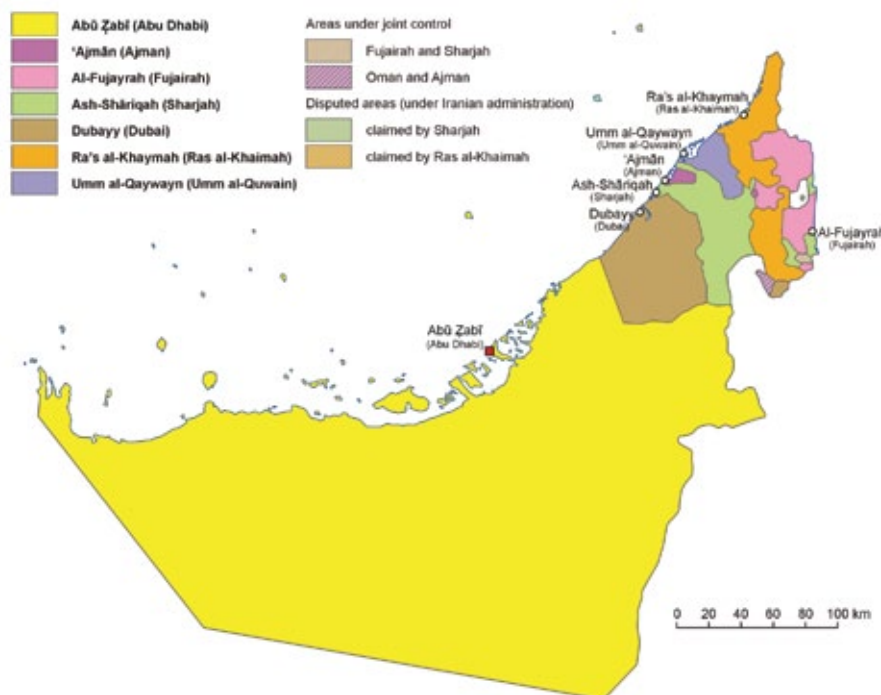 Abū Ẓabī (Abu Dhabi)
'Ajmān (Ajman)
Al-Fujayrah (Fujairah)
Ash-Shāriqah (Sharjah)
Dubayy (Dubai)
Ra's al-Khaymah (Ras al-Khaimah)
Umm al-Qaywayn (Umm al-Quwain)
Areas under joint control
Fujairah and Sharjah
Oman and Ajman
Disputed areas (under Iranian administration)
claimed by Sharjah
claimed by Ras al-Khaimah
Ra's al-Khaymah
(Ras al-Khaimah)
Umm al-Qaywayn
(Umm al-Quwain)
'Ajmān
(Ajman)
Ash-Shāriqah
(Sharjah)
Dubayy
(Dubai)
Al-Fujayrah
(Fujairah)
Abū Ẓabī
(Abu Dhabi)
0 20 40 60 80 100 km